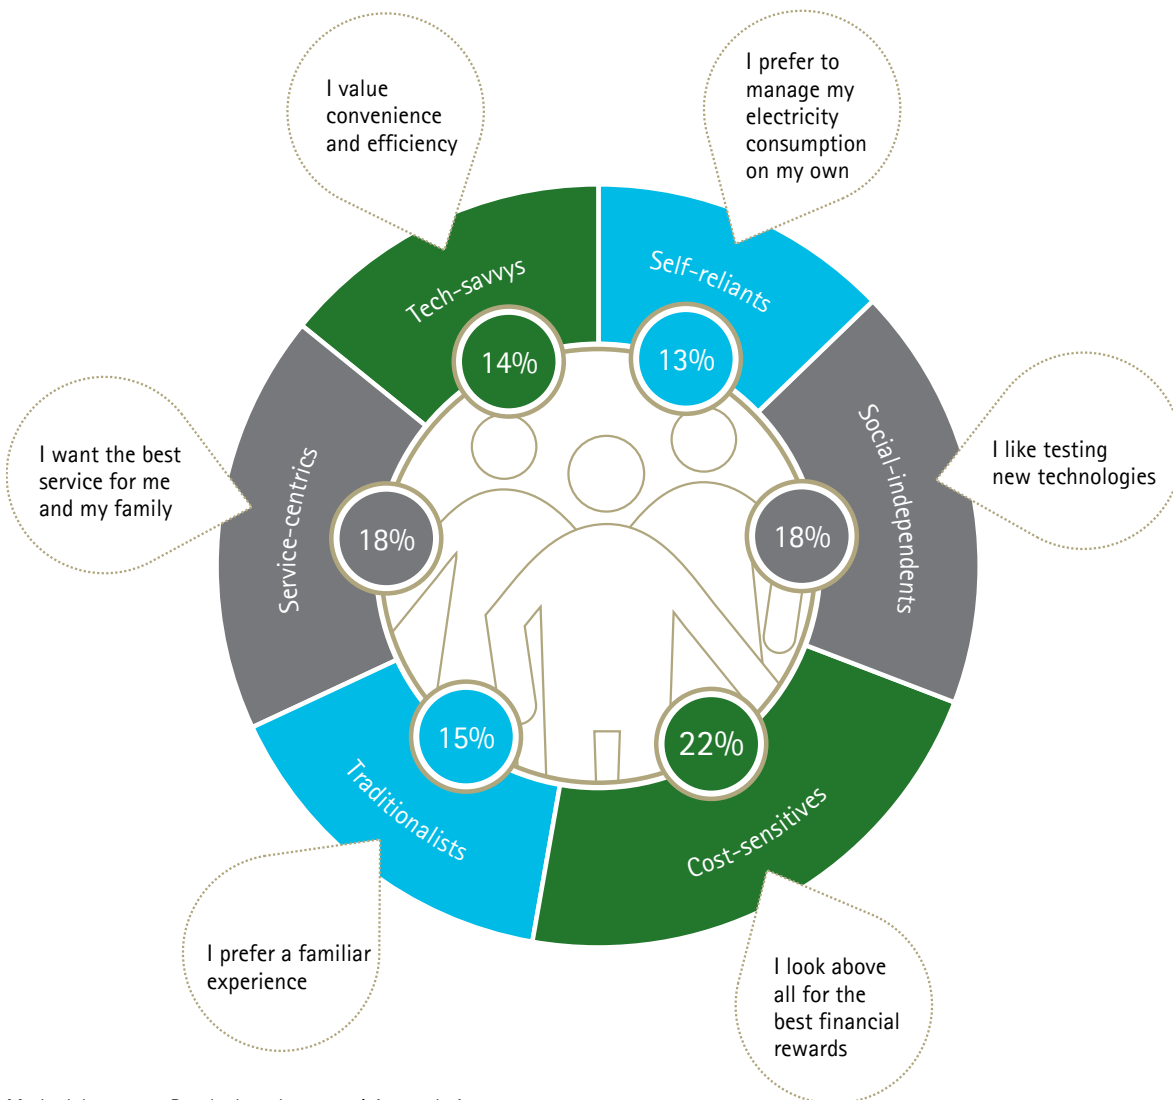 I value
convenience
and efficiency
I prefer to
manage my
electricity
consumption
on my own
Tech-savvys
Self-reliants
14%
13%
I want the best
service for me
and my family
Service-centrics
18%
18%
Social-independents
I like testing
new technologies
15%
22%
Traditionalists
Cost-sensitives
I prefer a familiar
experience
I look above
all for the
best financial
rewards